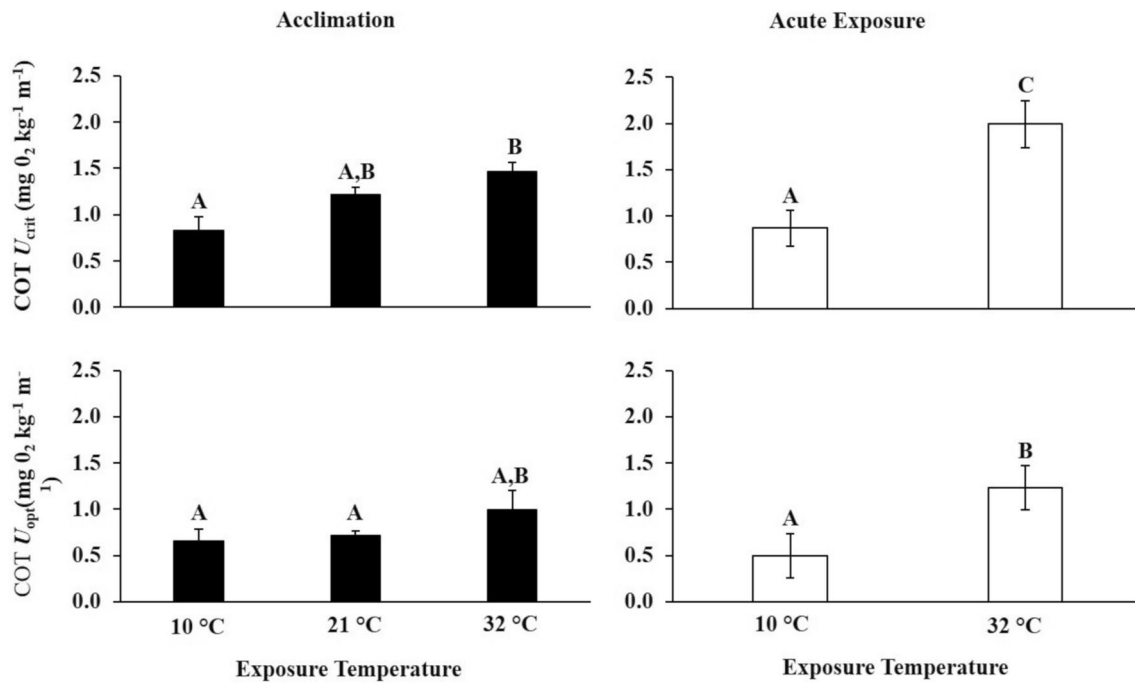 Acclimation
Acute Exposure
COT Ucrit (mg 0₂ kg⁻¹ m⁻¹)
2.5
2.0
1.5
1.0
0.5
0.0
A
A,B
B
2.5
2.0
1.5
1.0
0.5
0.0
A
C
COT Uopt(mg 0₂ kg⁻¹ m⁻
¹)
2.5
2.0
1.5
1.0
0.5
0.0
A
A
A,B
10 °C
21 °C
32 °C
Exposure Temperature
2.5
2.0
1.5
1.0
0.5
0.0
A
B
10 °C
32 °C
Exposure Temperature